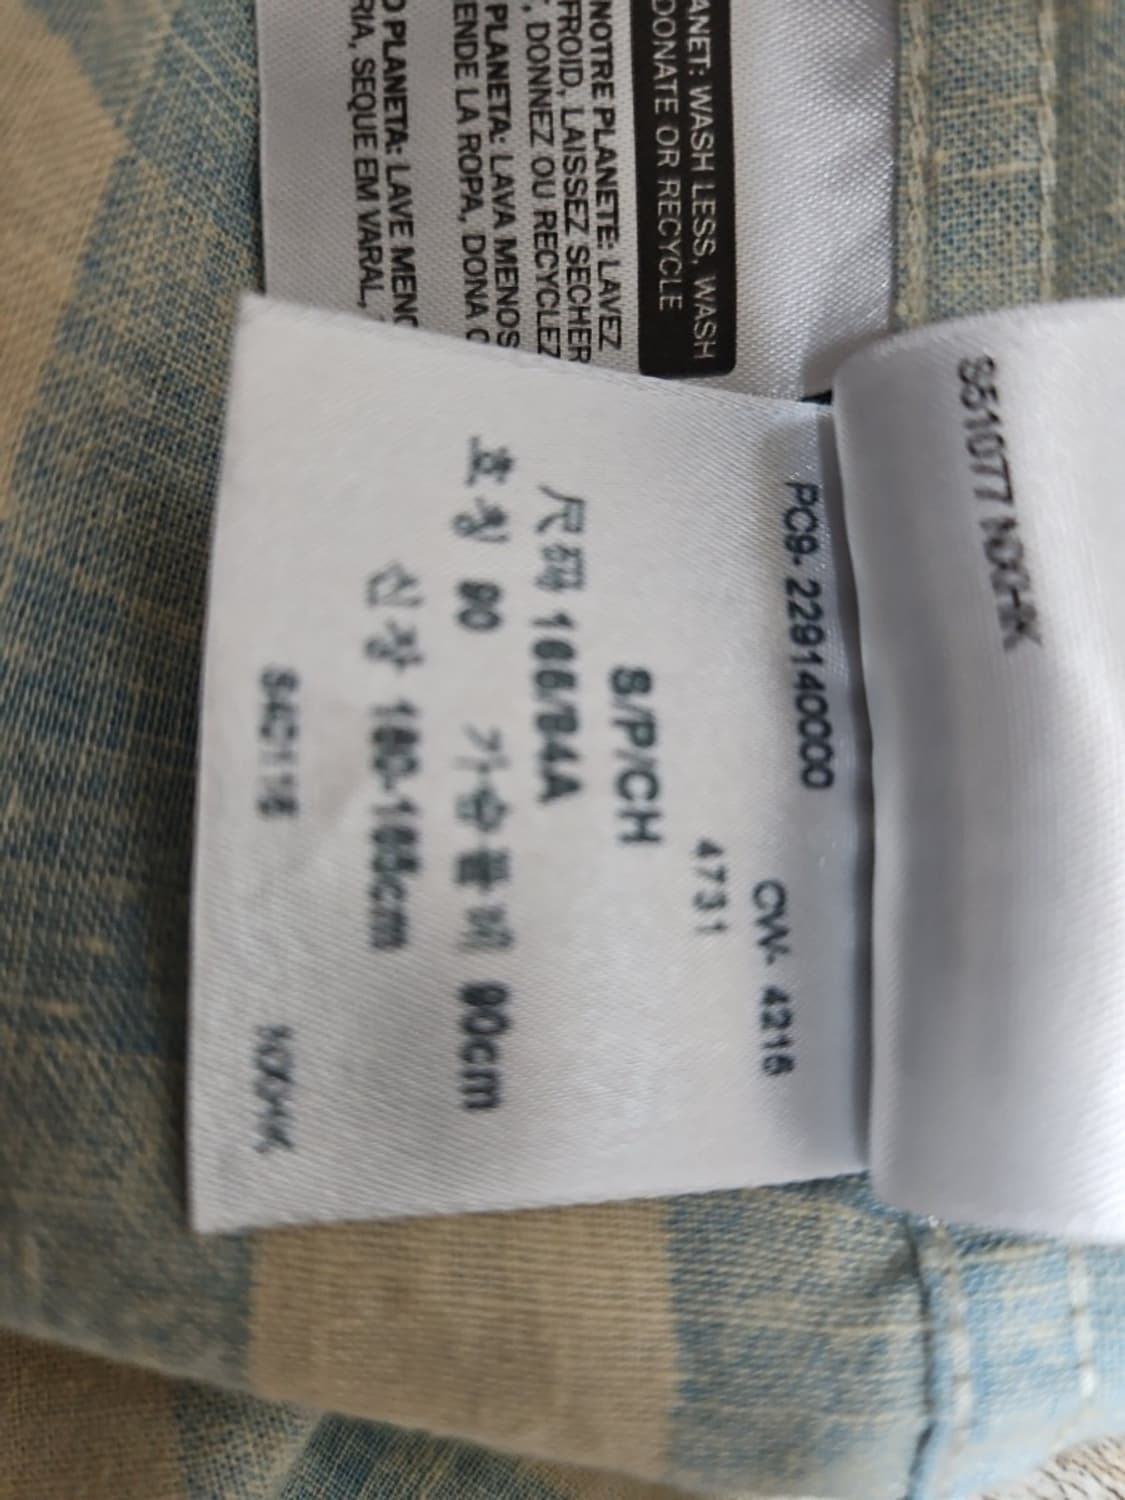 ANET: WASH LESS, WASH
DONATE OR RECYCLE
NOTRE PLANETE: LAVEZ
FROID, LAISSEZ SECHER
, DONNEZ OU RECYCLEZ
PLANETA: LAVA MENOS
ENDE LA ROPA, DONA
O PLANETA: LAVE MENO
RIA, SEQUE EM VARAL,
S51077
PC9- 229140000
CW- 4216
4731
S/P/CH
尺码 166/84A
호칭 90 가슴둘레 90cm
신장 160-165cm